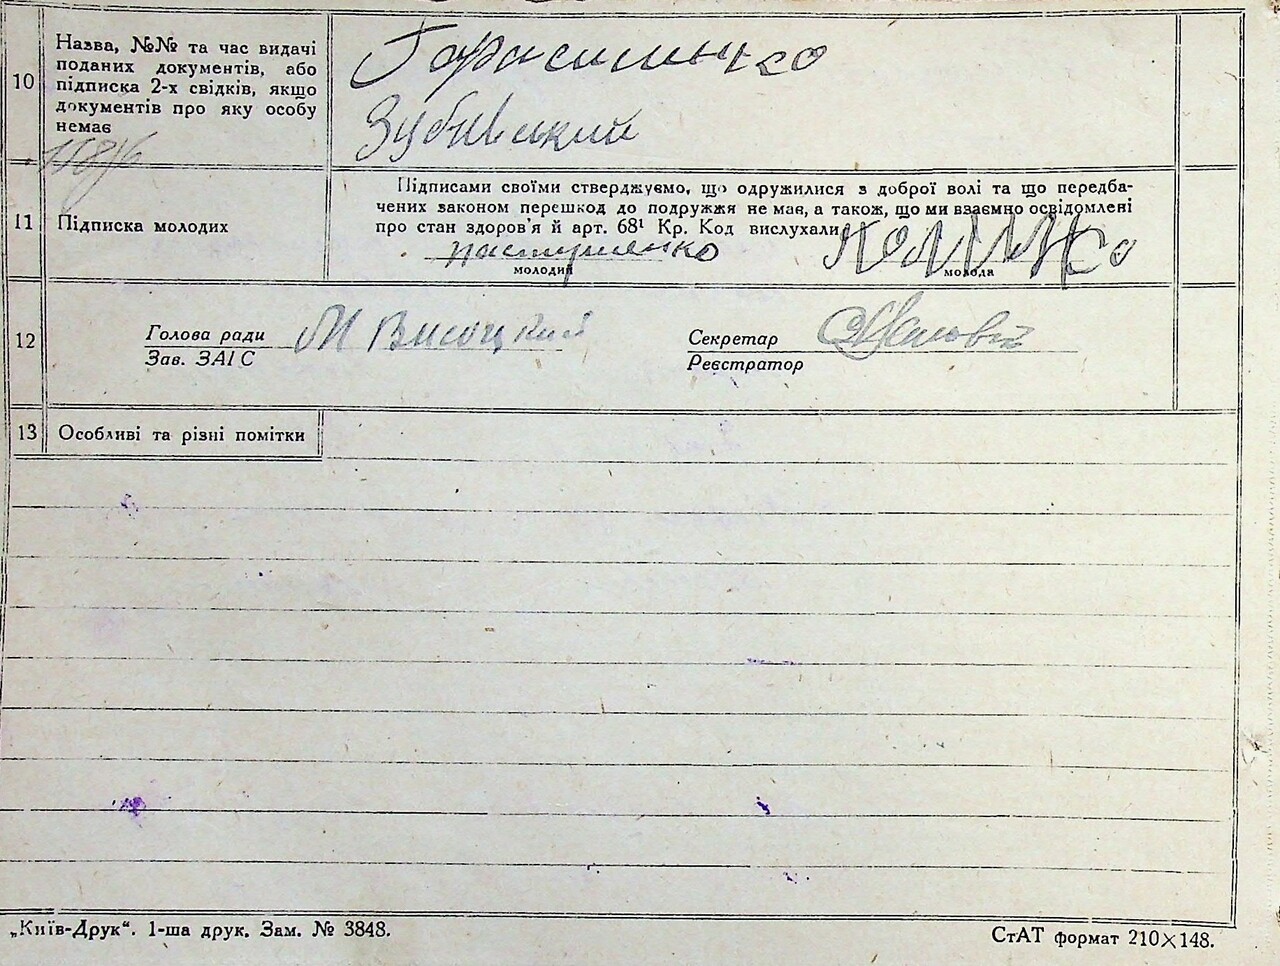 10
Назва, №№ та час видачі
поданих документів, або
підписка 2-х свідків, якщо
документів про яку особу
немає
Герасименко
Зубівський
11
Підписка молодих
Підписами своїми стверджуємо, що одружилися з доброї волі та що передба-
чених законом перешкод до подружжя не має, а також, що ми взаємно освідомлені
про стан здоров'я й арт. 68¹ Кр. Код вислухали
пастушенко
молодий
молода
12
Голова ради М Висоцкий
Зав. ЗАГС
Секретар
Реєстратор
13
Особливі та різні помітки
„Київ-Друк“. 1-ша друк. Зам. № 3848.
СтАТ формат 210×148.